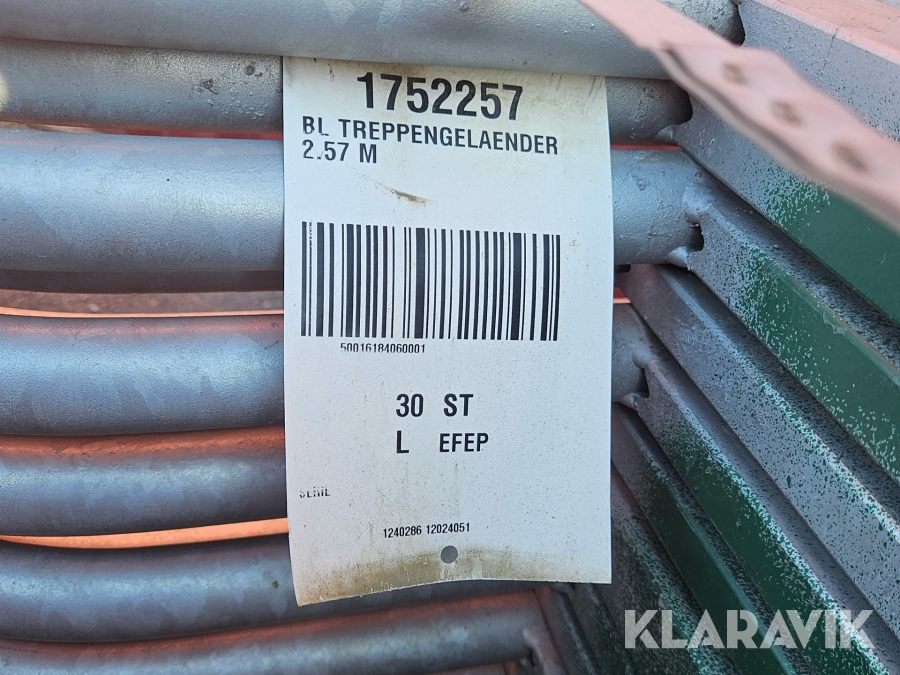 1752257
BL TREPPENGELAENDER
2.57 M
50016184060001
30 ST
L EFEP
1240286 12024051
KLARAVIK